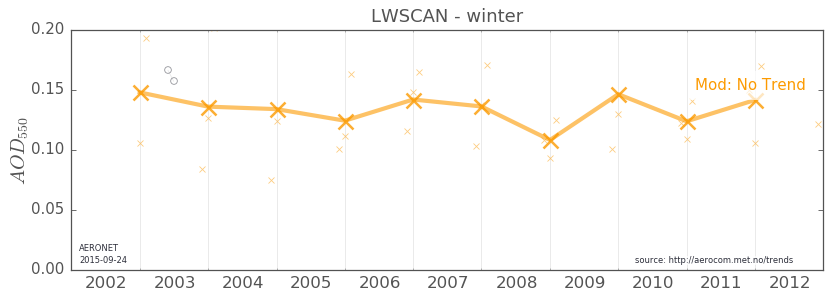 LWSCAN - winter
0.20
0.15
0.10
0.05
0.00
AOD550
Mod: No Trend
AERONET
2015-09-24
source: http://aerocom.met.no/trends
2002 2003 2004 2005 2006 2007 2008 2009 2010 2011 2012